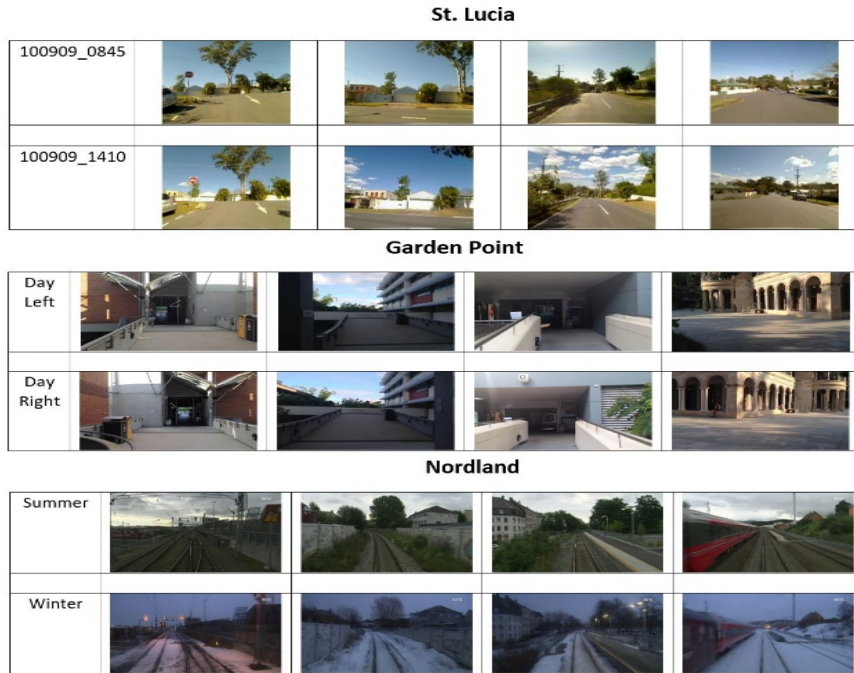 St. Lucia
100909_0845
100909_1410
Garden Point
Day
Left
Day
Right
Nordland
Summer
Winter